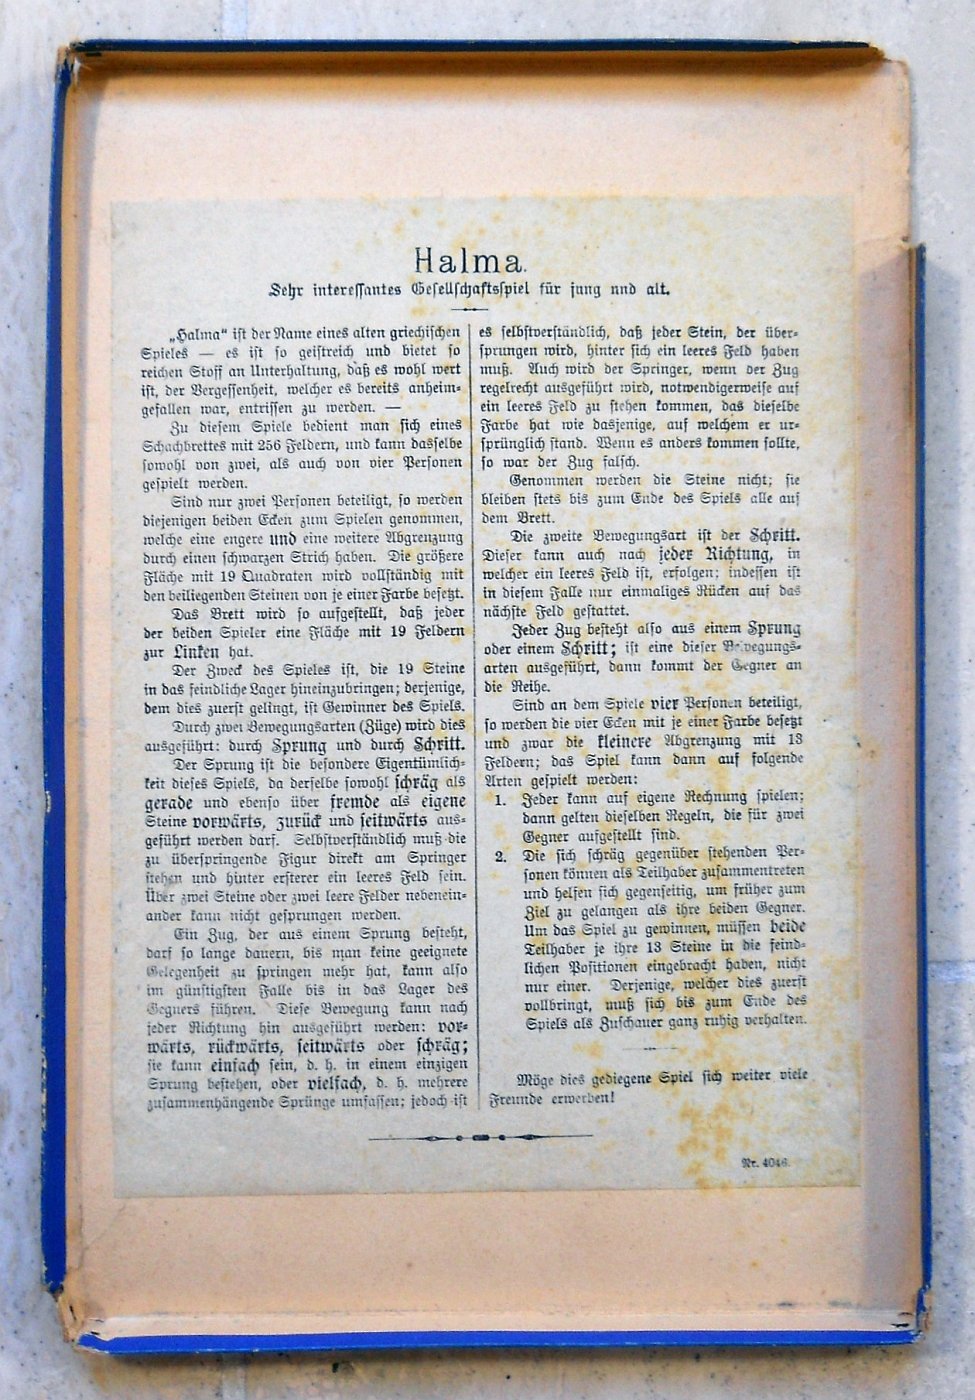 Halma.
Sehr interessantes Gesellschaftsspiel für jung nnd alt.
„Halma“ ist der Name eines alten griechischen
Spieles — es ist so geistreich und bietet so
reichen Stoff an Unterhaltung, daß es wohl wert
ist, der Vergessenheit, welcher es bereits anheim-
gefallen war, entrissen zu werden. —
Zu diesem Spiele bedient man sich eines
Schachbrettes mit 256 Feldern, und kann dasselbe
sowohl von zwei, als auch von vier Personen
gespielt werden.
Sind nur zwei Personen beteiligt, so werden
diejenigen beiden Ecken zum Spielen genommen,
welche eine engere und eine weitere Abgrenzung
durch einen schwarzen Strich haben. Die größere
Fläche mit 19 Quadraten wird vollständig mit
den beiliegenden Steinen von je einer Farbe besetzt.
Das Brett wird so aufgestellt, daß jeder
der beiden Spieler eine Fläche mit 19 Feldern
zur Linken hat.
Der Zweck des Spieles ist, die 19 Steine
in das feindliche Lager hineinzubringen; derjenige,
dem dies zuerst gelingt, ist Gewinner des Spiels.
Durch zwei Bewegungsarten (Züge) wird dies
ausgeführt: durch Sprung und durch Schritt.
Der Sprung ist die besondere Eigentümlich-
keit dieses Spiels, da derselbe sowohl schräg als
gerade und ebenso über fremde als eigene
Steine vorwärts, zurück und seitwärts aus-
geführt werden darf. Selbstverständlich muß die
zu überspringende Figur direkt am Springer
stehen und hinter ersterer ein leeres Feld sein.
Über zwei Steine oder zwei leere Felder nebenein-
ander kann nicht gesprungen werden.
Ein Zug, der aus einem Sprung besteht,
darf so lange dauern, bis man keine geeignete
Gelegenheit zu springen mehr hat, kann also
im günstigsten Falle bis in das Lager des
Gegners führen. Diese Bewegung kann nach
jeder Richtung hin ausgeführt werden: vor-
wärts, rückwärts, seitwärts oder schräg;
sie kann einfach sein, d. h. in einem einzigen
Sprung bestehen, oder vielfach, d. h. mehrere
zusammenhängende Sprünge umfassen; jedoch ist
es selbstverständlich, daß jeder Stein, der über-
sprungen wird, hinter sich ein leeres Feld haben
muß. Auch wird der Springer, wenn der Zug
regelrecht ausgeführt wird, notwendigerweise auf
ein leeres Feld zu stehen kommen, das dieselbe
Farbe hat wie dasjenige, auf welchem er ur-
sprünglich stand. Wenn es anders kommen sollte,
so war der Zug falsch.
Genommen werden die Steine nicht; sie
bleiben stets bis zum Ende des Spiels alle auf
dem Brett.
Die zweite Bewegungsart ist der Schritt.
Dieser kann auch nach jeder Richtung, in
welcher ein leeres Feld ist, erfolgen; indessen ist
in diesem Falle nur einmaliges Rücken auf das
nächste Feld gestattet.
Jeder Zug besteht also aus einem Sprung
oder einem Schritt; ist eine dieser Bewegungs-
arten ausgeführt, dann kommt der Gegner an
die Reihe.
Sind an dem Spiele vier Personen beteiligt,
so werden die vier Ecken mit je einer Farbe besetzt
und zwar die kleinere Abgrenzung mit 13
Feldern; das Spiel kann dann auf folgende
Arten gespielt werden:
1. Jeder kann auf eigene Rechnung spielen;
dann gelten dieselben Regeln, die für zwei
Gegner aufgestellt sind.
2. Die sich schräg gegenüber stehenden Per-
sonen können als Teilhaber zusammentreten
und helfen sich gegenseitig, um früher zum
Ziel zu gelangen als ihre beiden Gegner.
Um das Spiel zu gewinnen, müssen beide
Teilhaber je ihre 13 Steine in die feind-
lichen Positionen eingebracht haben, nicht
nur einer. Derjenige, welcher dies zuerst
vollbringt, muß sich bis zum Ende des
Spiels als Zuschauer ganz ruhig verhalten.
Möge dies gediegene Spiel sich weiter viele
Freunde erwerben!
Nr. 4046.